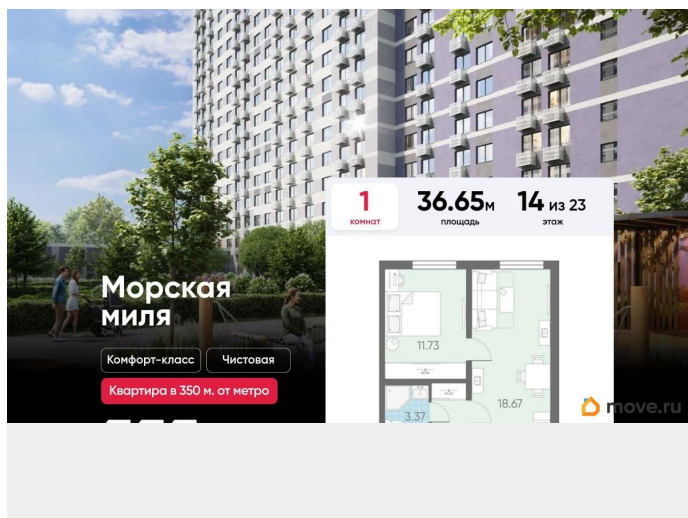 1
комнат
36.65м
площадь
14 из 23
этаж
Морская
миля
Комфорт-класс
Чистовая
Квартира в 350 м. от метро
11.73
18.67
3.37
move.ru